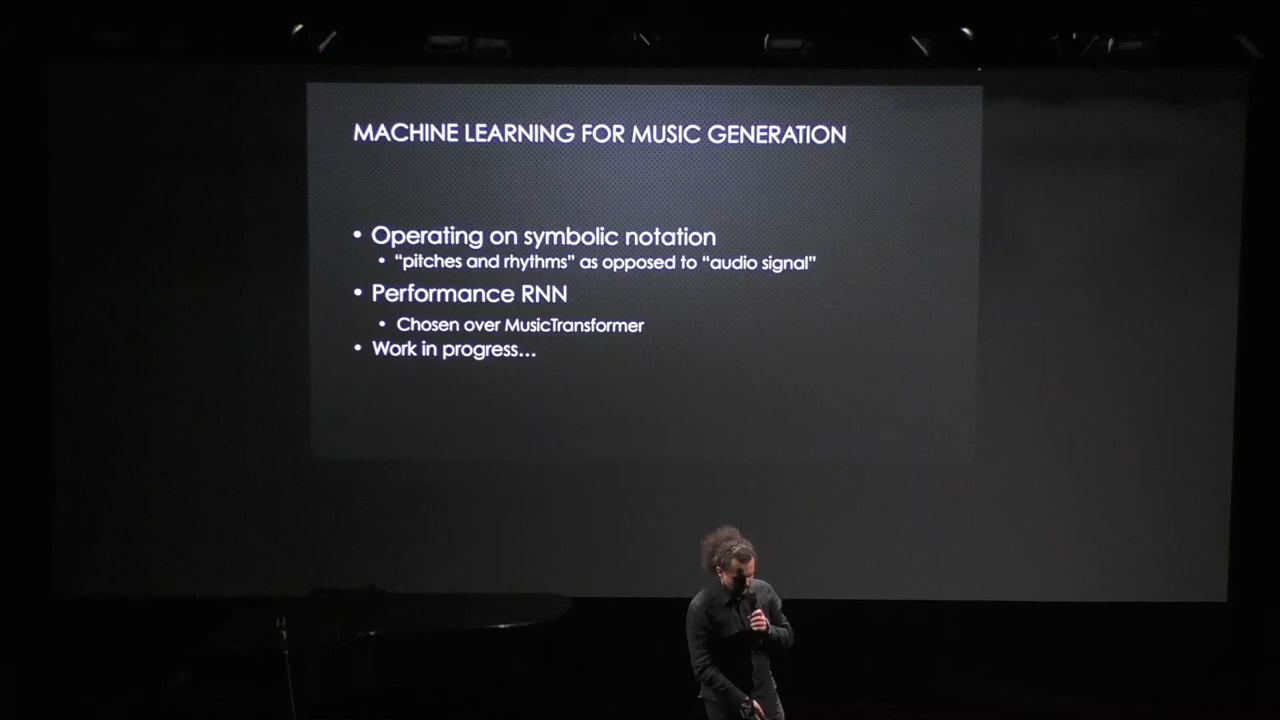 MACHINE LEARNING FOR MUSIC GENERATION
• Operating on symbolic notation
• “pitches and rhythms” as opposed to “audio signal”
• Performance RNN
• Chosen over MusicTransformer
• Work in progress...